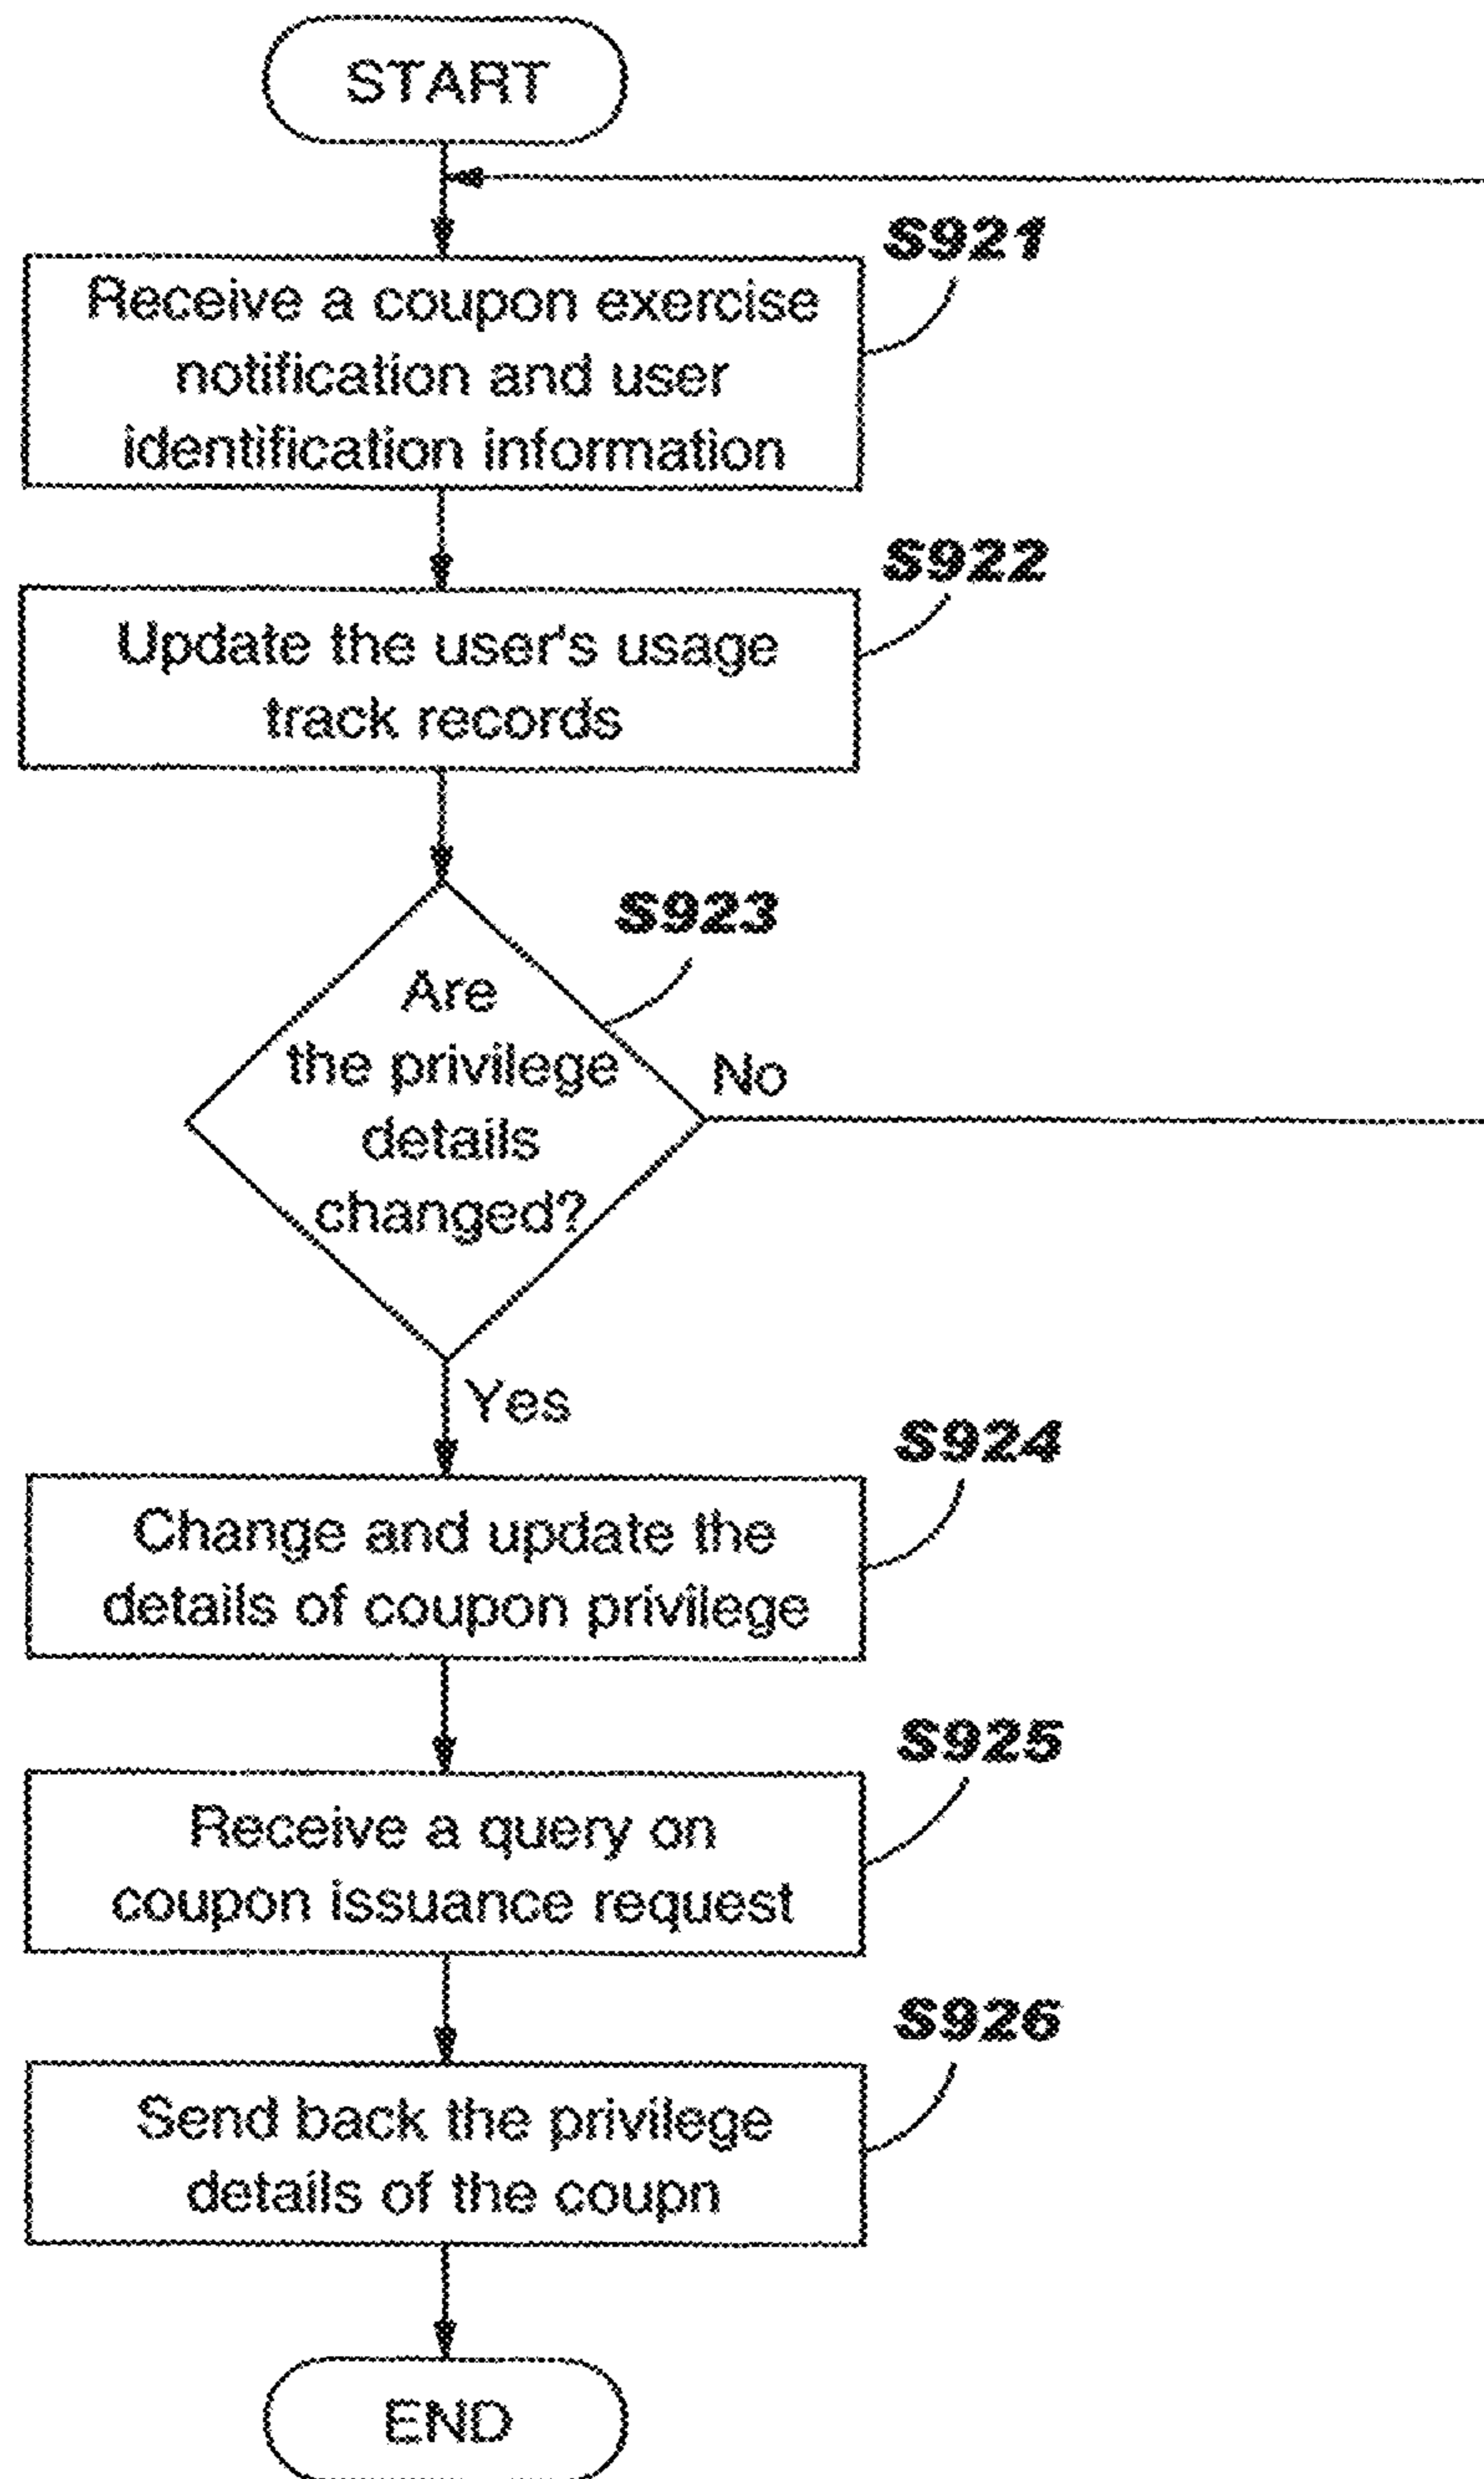 START
S921
Receive a coupon exercise
notification and user
identification information
S922
Update the user's usage
track records
S923
Are
the privilege
details
changed?
No
Yes
S924
Change and update the
details of coupon privilege
S925
Receive a query on
coupon issuance request
S926
Send back the privilege
details of the coupn
END